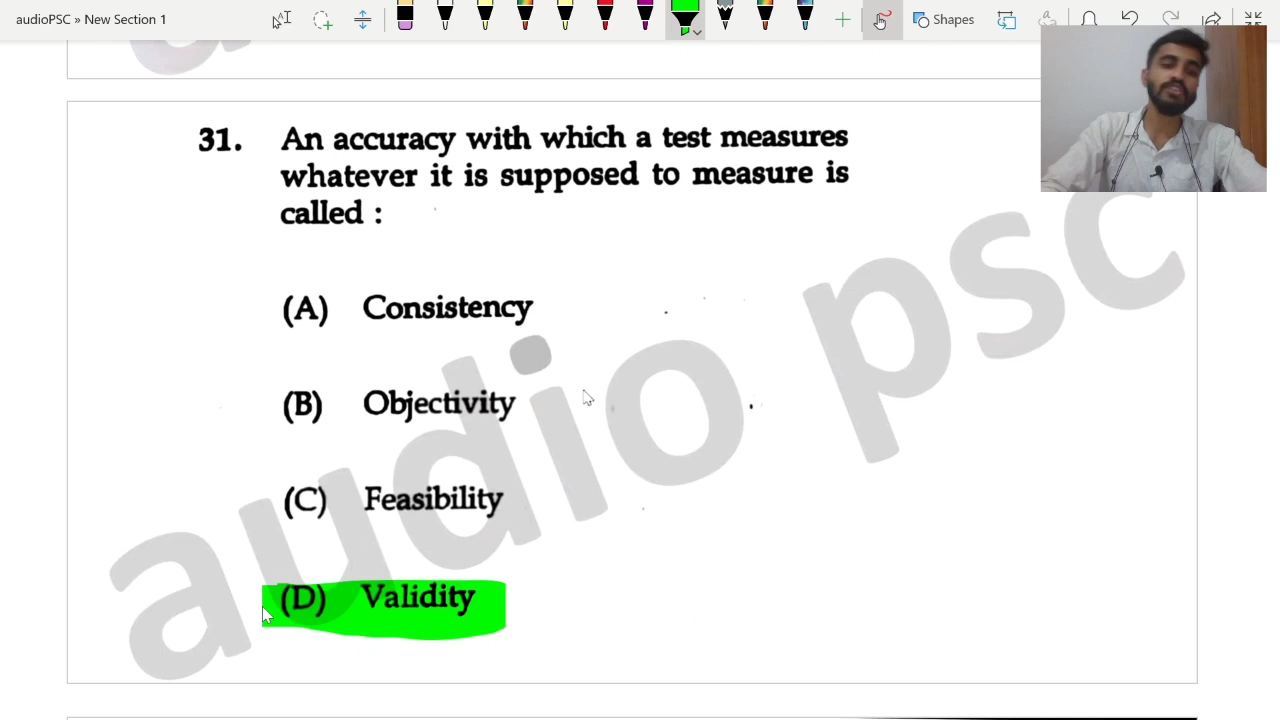 audioPSC » New Section 1
Shapes
31. An accuracy with which a test measures
whatever it is supposed to measure is
called :
(A) Consistency
(B) Objectivity
(C) Feasibility
(D) Validity
audio psc